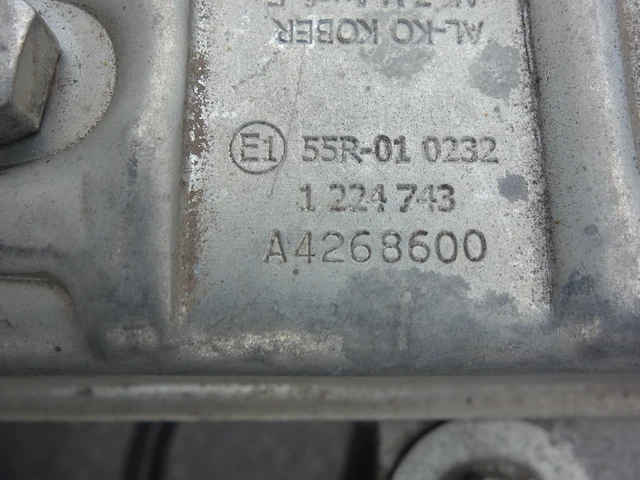 AL-KO KOBER
E1 55R-01 0232
1 224 743
A4268600